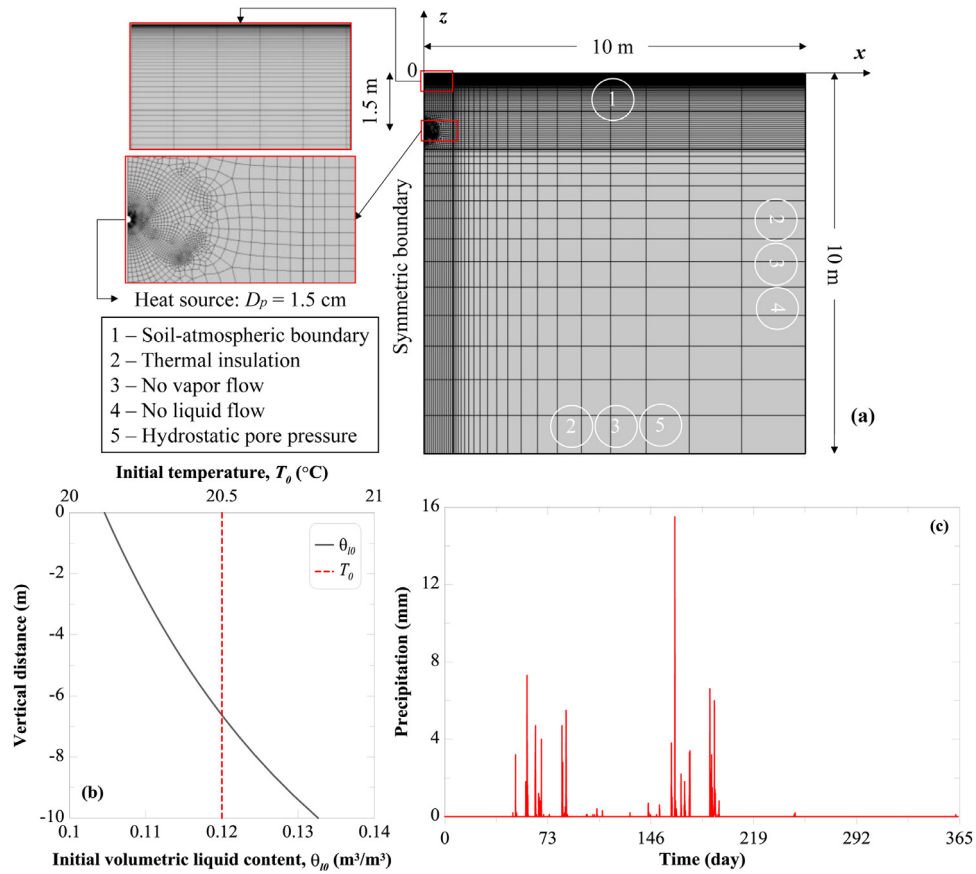 z
10 m
x
0
1.5 m
1
Symmetric boundary
2
3
4
10 m
Heat source: Dp = 1.5 cm
1 – Soil-atmospheric boundary
2 – Thermal insulation
3 – No vapor flow
4 – No liquid flow
5 – Hydrostatic pore pressure
2 3 5
(a)
Initial temperature, T0 (°C)
20 20.5 21
0
-2
-4
-6
-8
-10
Vertical distance (m)
θl0
T0
(b)
0.1 0.11 0.12 0.13 0.14
Initial volumetric liquid content, θl0 (m³/m³)
16
12
8
4
0
Precipitation (mm)
(c)
0 73 146 219 292 365
Time (day)